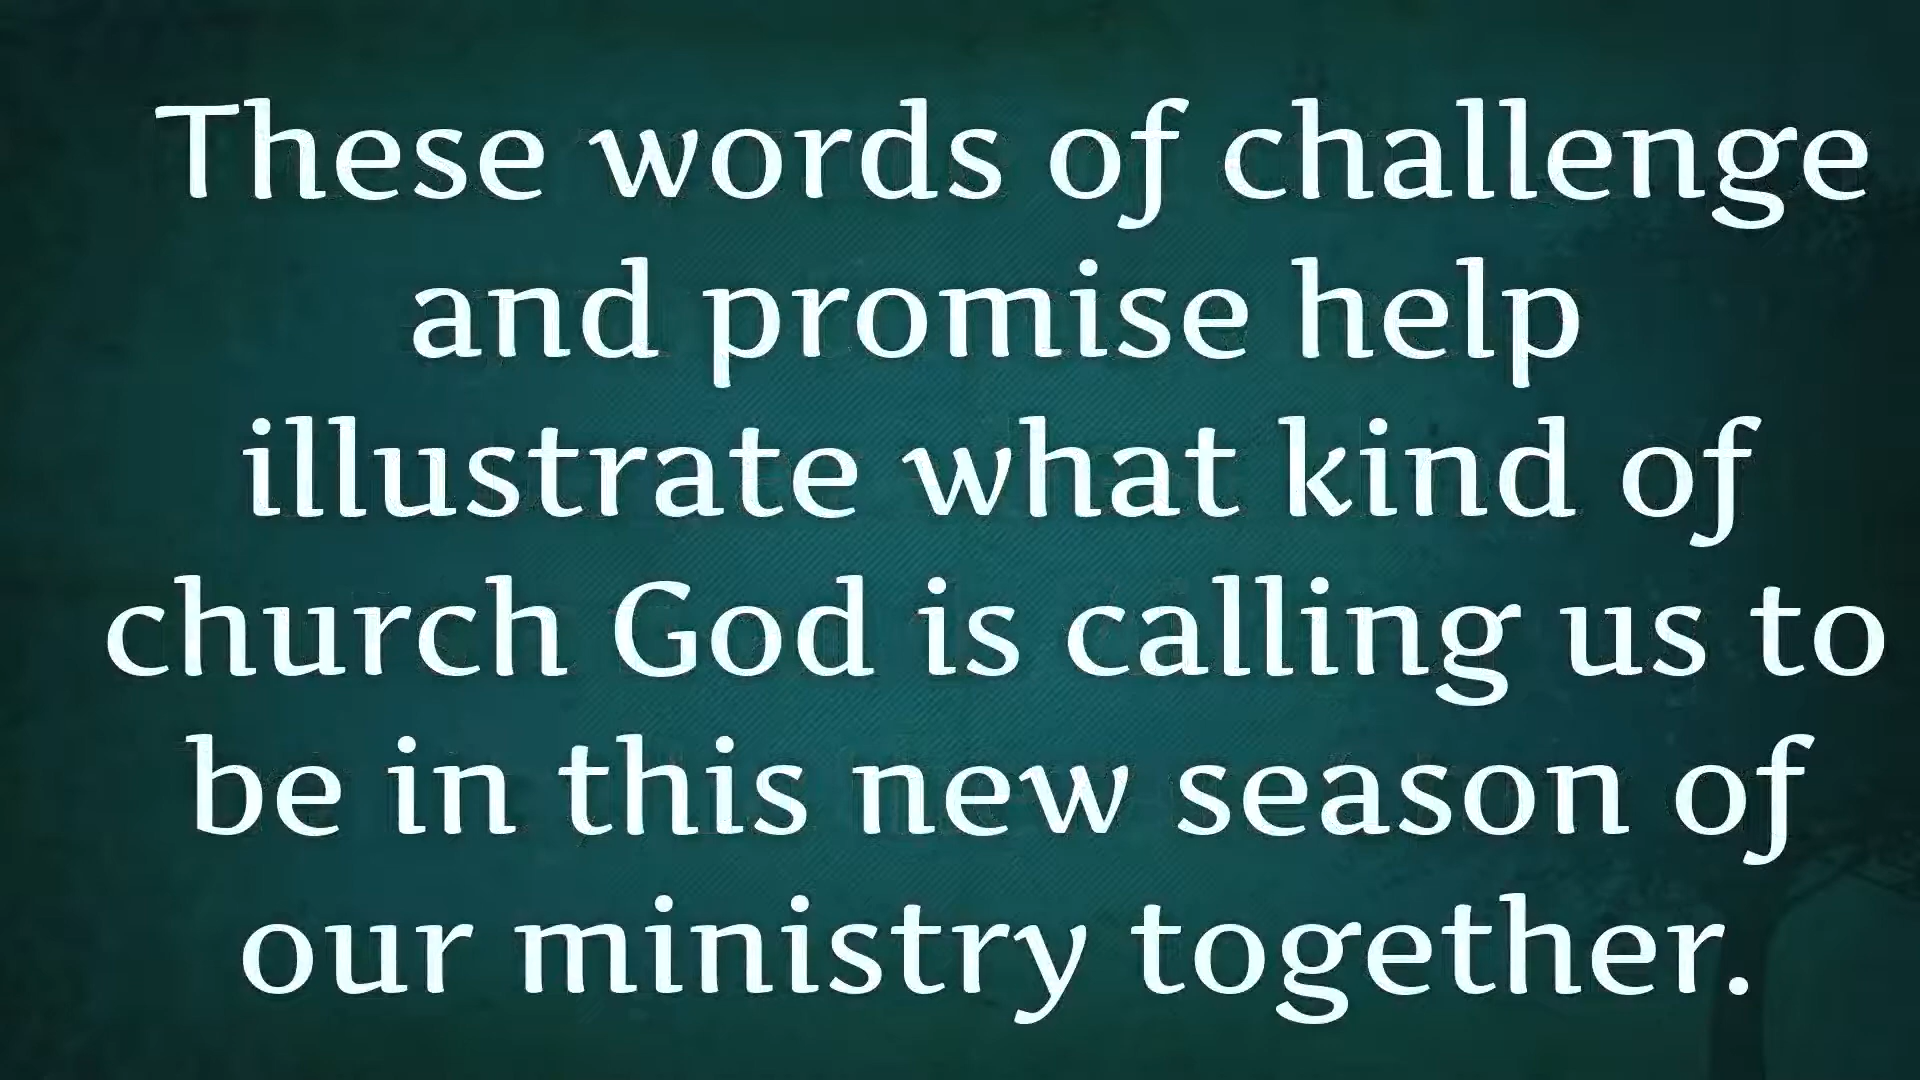 These words of challenge
and promise help
illustrate what kind of
church God is calling us to
be in this new season of
our ministry together.